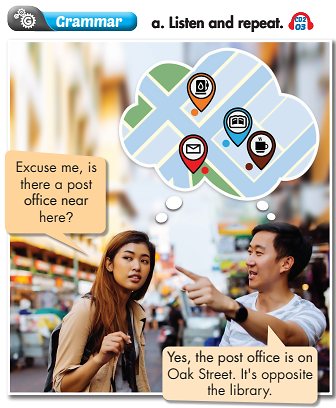 Grammar
a. Listen and repeat.
CD2
03
Excuse me, is
there a post
office near
here?
Yes, the post office is on
Oak Street. It's opposite
the library.